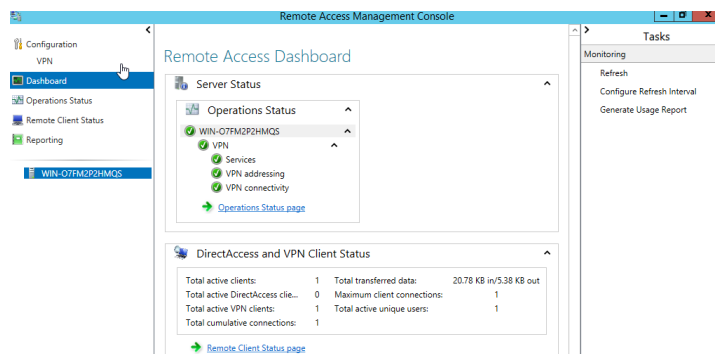 Remote Access Management Console
Configuration
VPN
Dashboard
Operations Status
Remote Client Status
Reporting
WIN-O7FM2P2HMQS
Remote Access Dashboard
Server Status
Operations Status
WIN-O7FM2P2HMQS
VPN
Services
VPN addressing
VPN connectivity
Operations Status page
DirectAccess and VPN Client Status
Total active clients: 1 Total transferred data: 20.78 KB in/5.38 KB out
Total active DirectAccess clie... 0 Maximum client connections: 1
Total active VPN clients: 1 Total active unique users: 1
Total cumulative connections: 1
Remote Client Status page
Tasks
Monitoring
Refresh
Configure Refresh Interval
Generate Usage Report